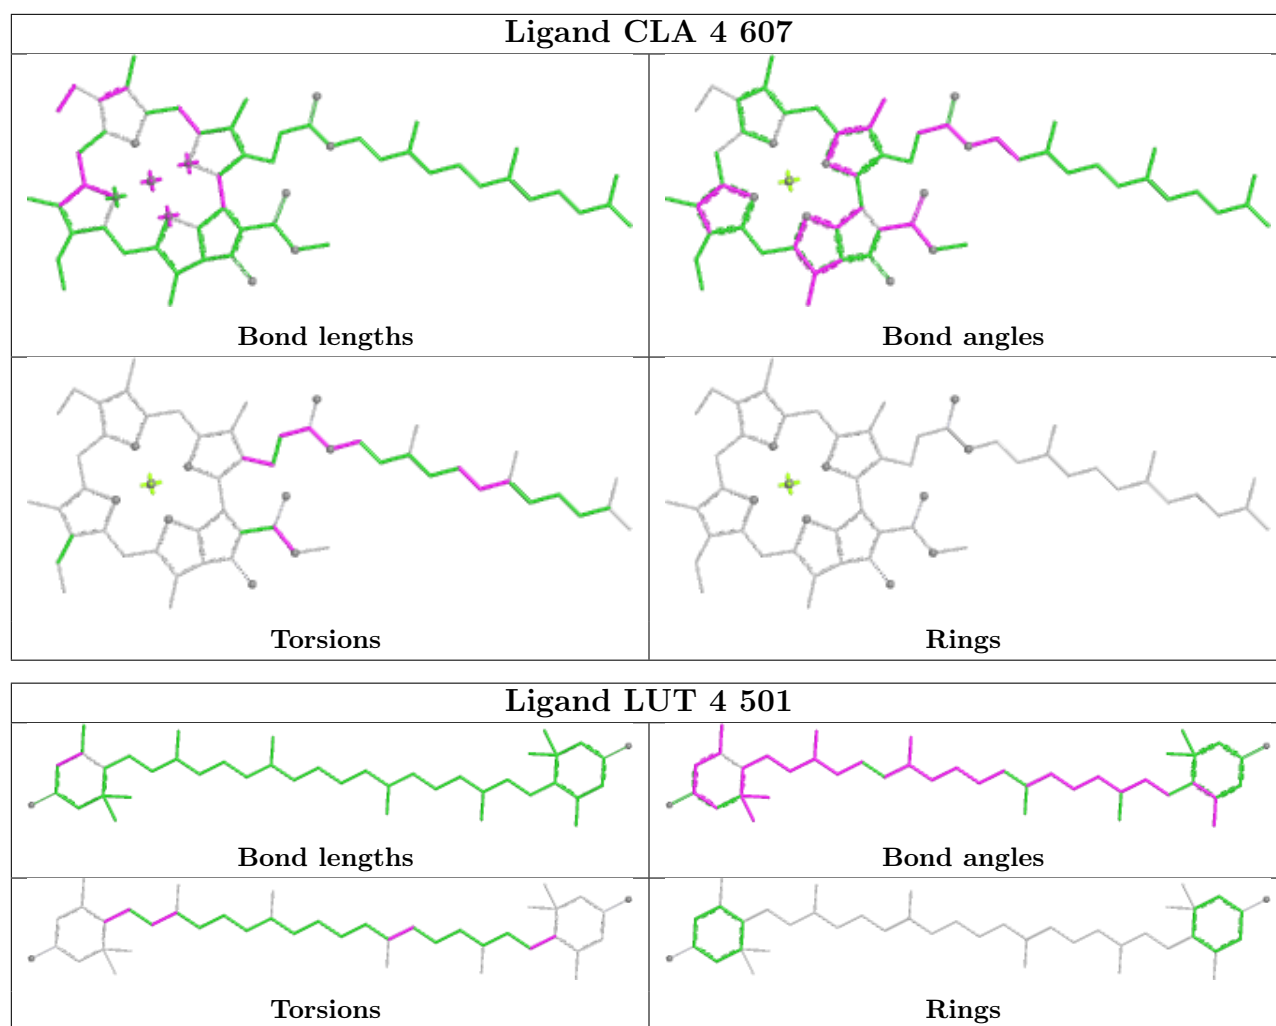 Ligand CLA 4 607
Bond lengths
Bond angles
Torsions
Rings
Ligand LUT 4 501
Bond lengths
Bond angles
Torsions
Rings